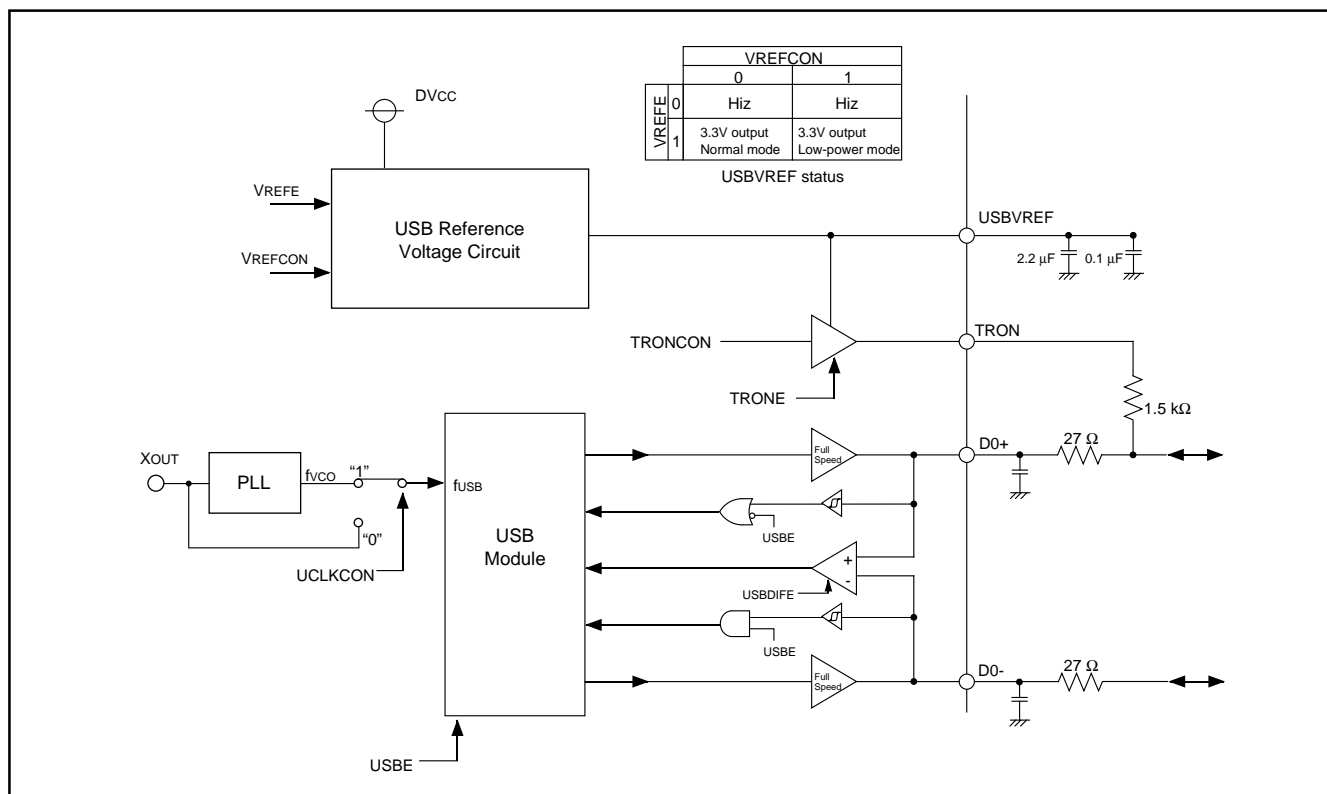 VREFCON
0 1
DVCC
VREFE
0 Hiz Hiz
1 3.3V output 3.3V output
Normal mode Low-power mode
USBVREF status
VREFE
USB Reference
Voltage Circuit
VREFCON
USBVREF
2.2 μF 0.1 μF
TRONCON
TRON
TRONE
1.5 kΩ
XOUT
PLL
fVCO
“1”
“0”
UCLKCON
fUSB
USB
Module
Full
Speed
D0+
27 Ω
USBE
+
-
USBDIFE
USBE
Full
Speed
D0-
27 Ω
USBE